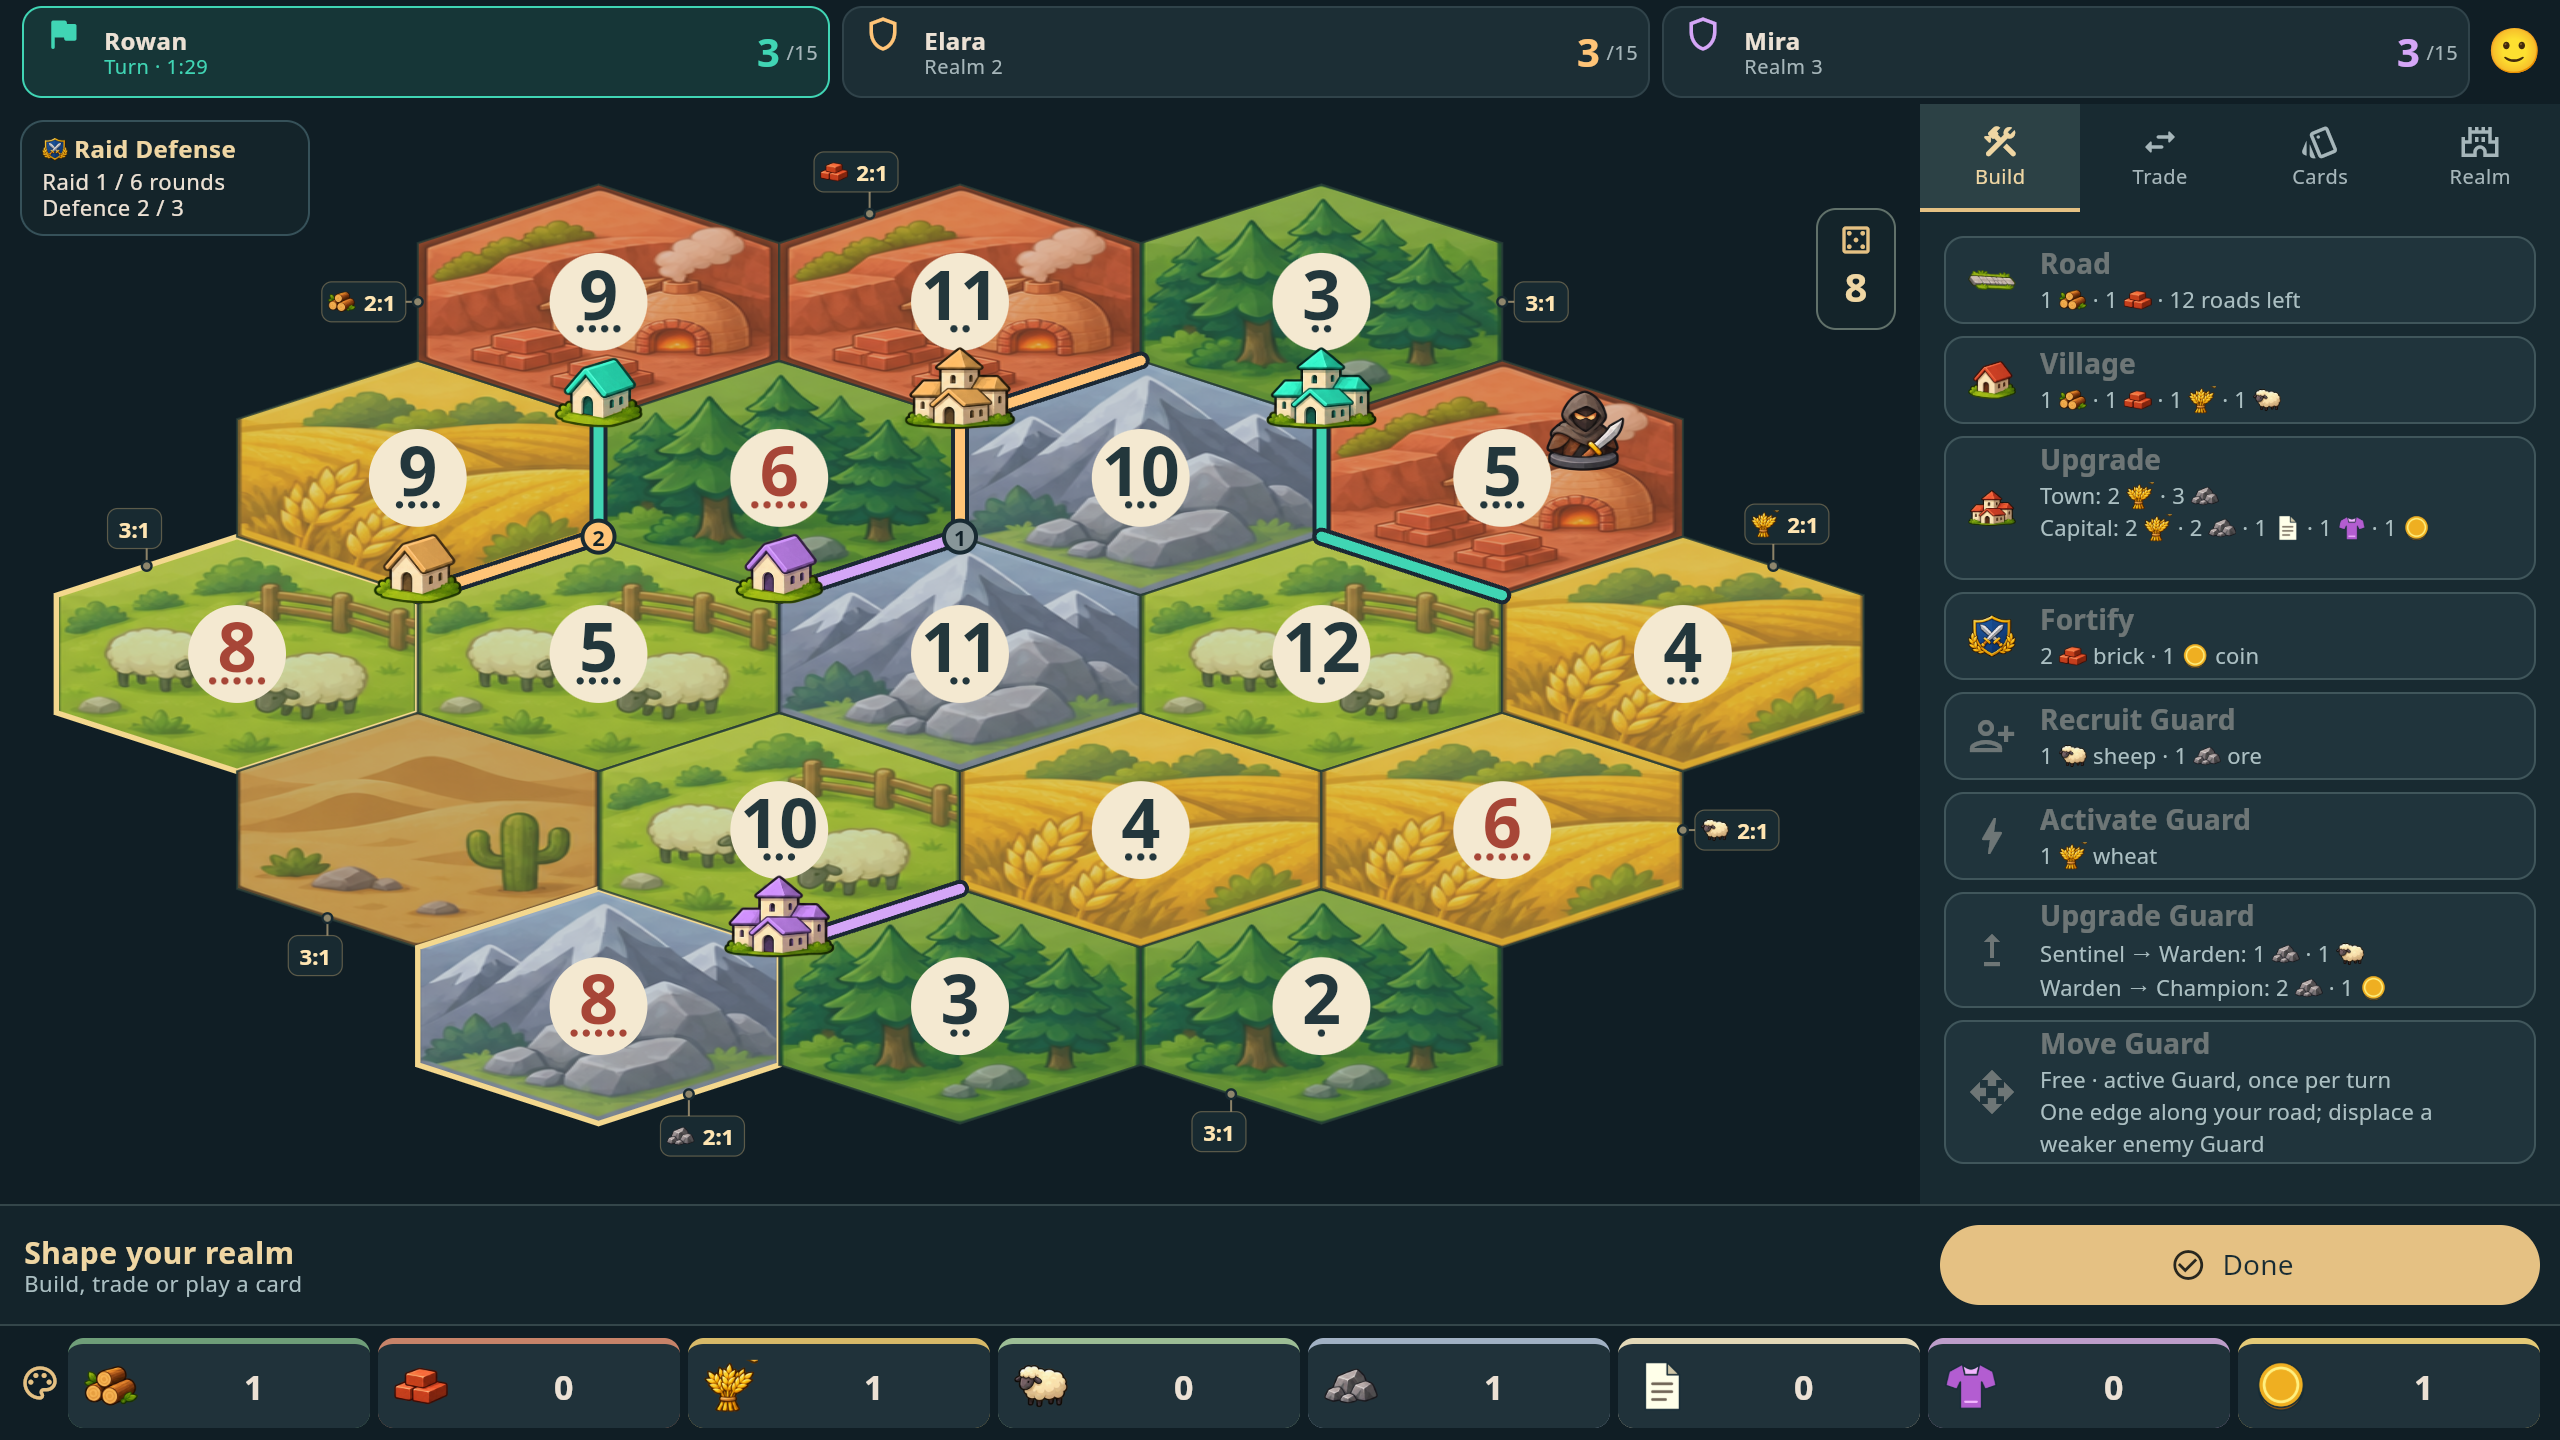 Rowan
Turn · 1:29
3 /15
Elara
Realm 2
3 /15
Mira
Realm 3
3 /15
Raid Defense
Raid 1 / 6 rounds
Defence 2 / 3
Build
Trade
Cards
Realm
2:1
2:1
3:1
8
9
11
3
9
6
10
5
3:1
2:1
2
1
8
5
11
12
4
10
4
6
2:1
3:1
8
3
2
2:1
3:1
Road
1 · 1 · 12 roads left
Village
1 · 1 · 1 · 1
Upgrade
Town: 2 · 3
Capital: 2 · 2 · 1 · 1 · 1
Fortify
2 brick · 1 coin
Recruit Guard
1 sheep · 1 ore
Activate Guard
1 wheat
Upgrade Guard
Sentinel → Warden: 1 · 1
Warden → Champion: 2 · 1
Move Guard
Free · active Guard, once per turn
One edge along your road; displace a
weaker enemy Guard
Shape your realm
Build, trade or play a card
Done
1
0
1
0
1
0
0
1